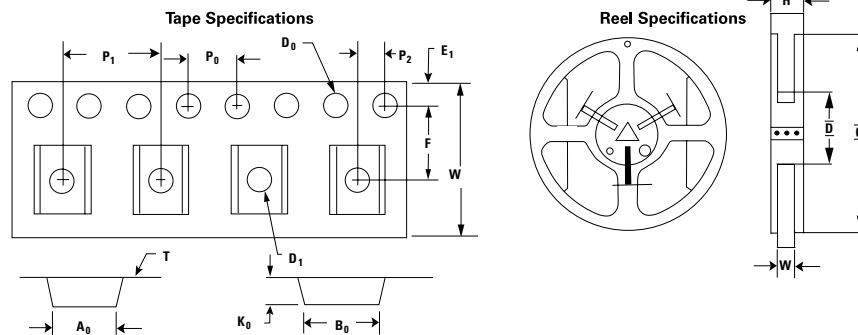 Tape Specifications
P1
P0
D0
P2
E1
F
W
D1
T
A0
K0
B0
Reel Specifications
H
D
W